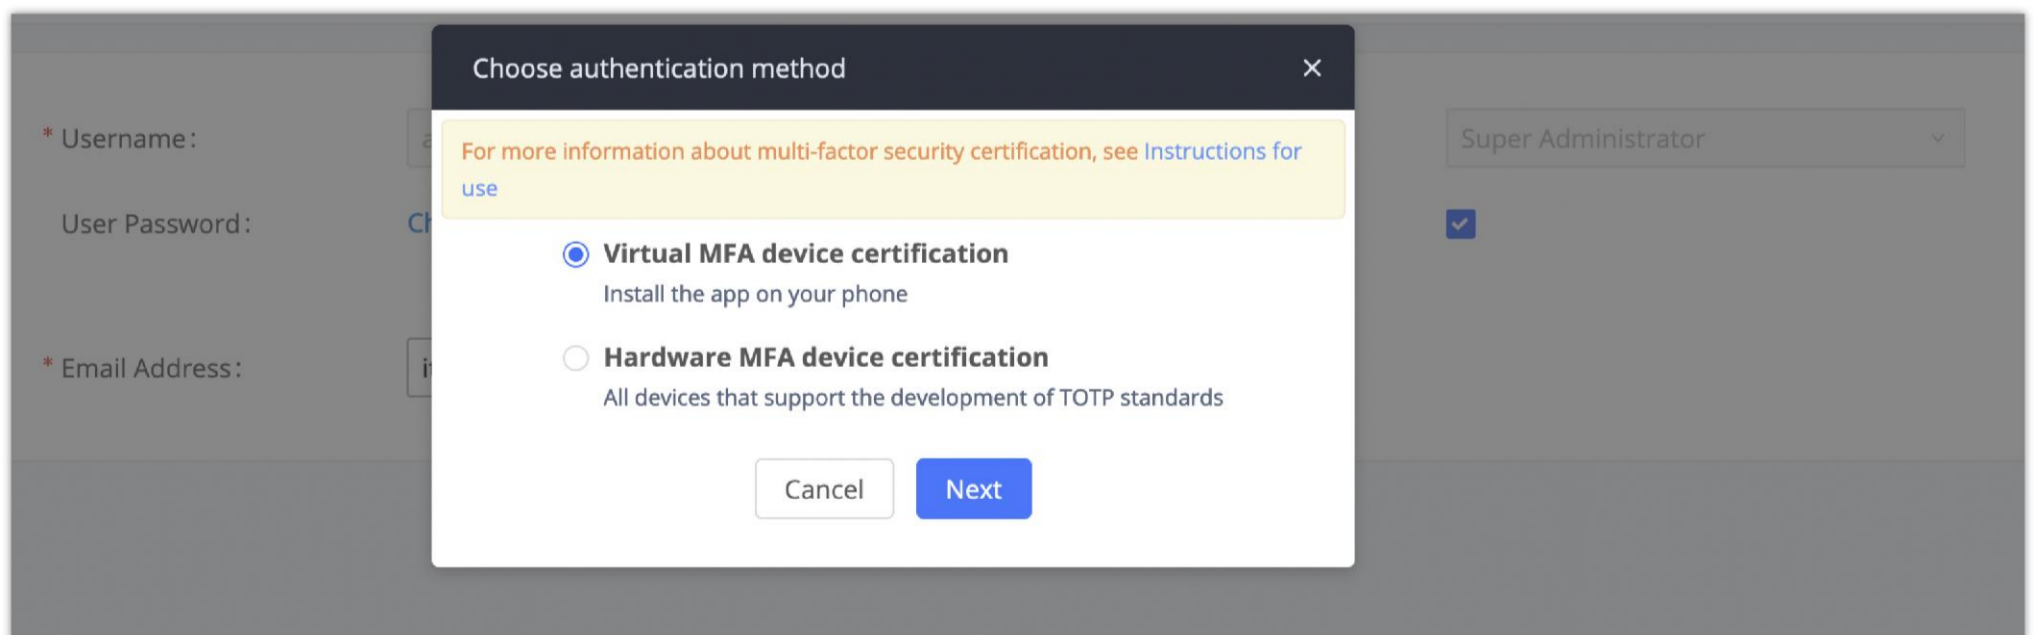 Choose authentication method
* Username:
Super Administrator
For more information about multi-factor security certification, see Instructions for
use
User Password:
Virtual MFA device certification
Install the app on your phone
* Email Address:
Hardware MFA device certification
All devices that support the development of TOTP standards
Cancel
Next